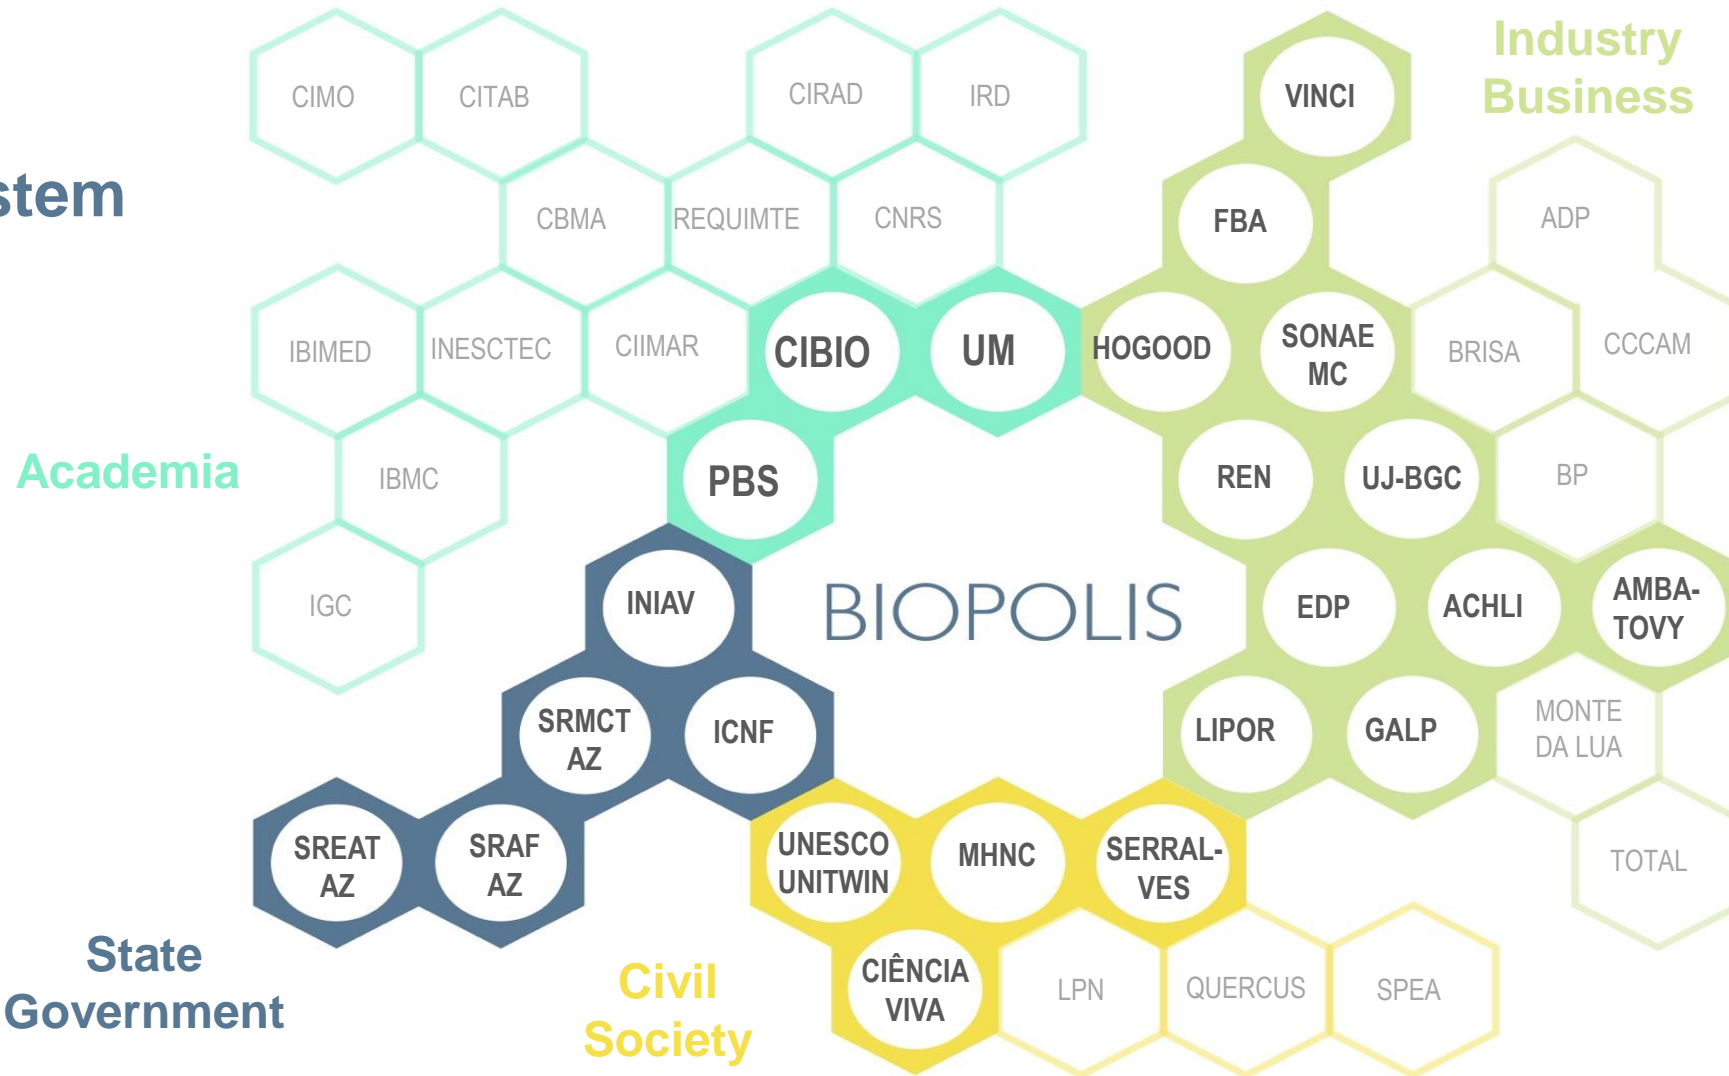 Industry
Business
CIMO
CITAB
CIRAD
IRD
VINCI
stem
CBMA
REQUIMTE
CNRS
FBA
ADP
IBIMED
INESCTEC
CIIMAR
CIBIO
UM
HOGOOD
SONAE
MC
BRISA
CCCAM
Academia
IBMC
PBS
REN
UJ-BGC
BP
IGC
INIAV
BIOPOLIS
EDP
ACHLI
AMBA-
TOVY
SRMCT
AZ
ICNF
LIPOR
GALP
MONTE
DA LUA
SREAT
AZ
SRAF
AZ
UNESCO
UNITWIN
MHNC
SERRAL-
VES
TOTAL
State
Government
Civil
Society
CIÊNCIA
VIVA
LPN
QUERCUS
SPEA